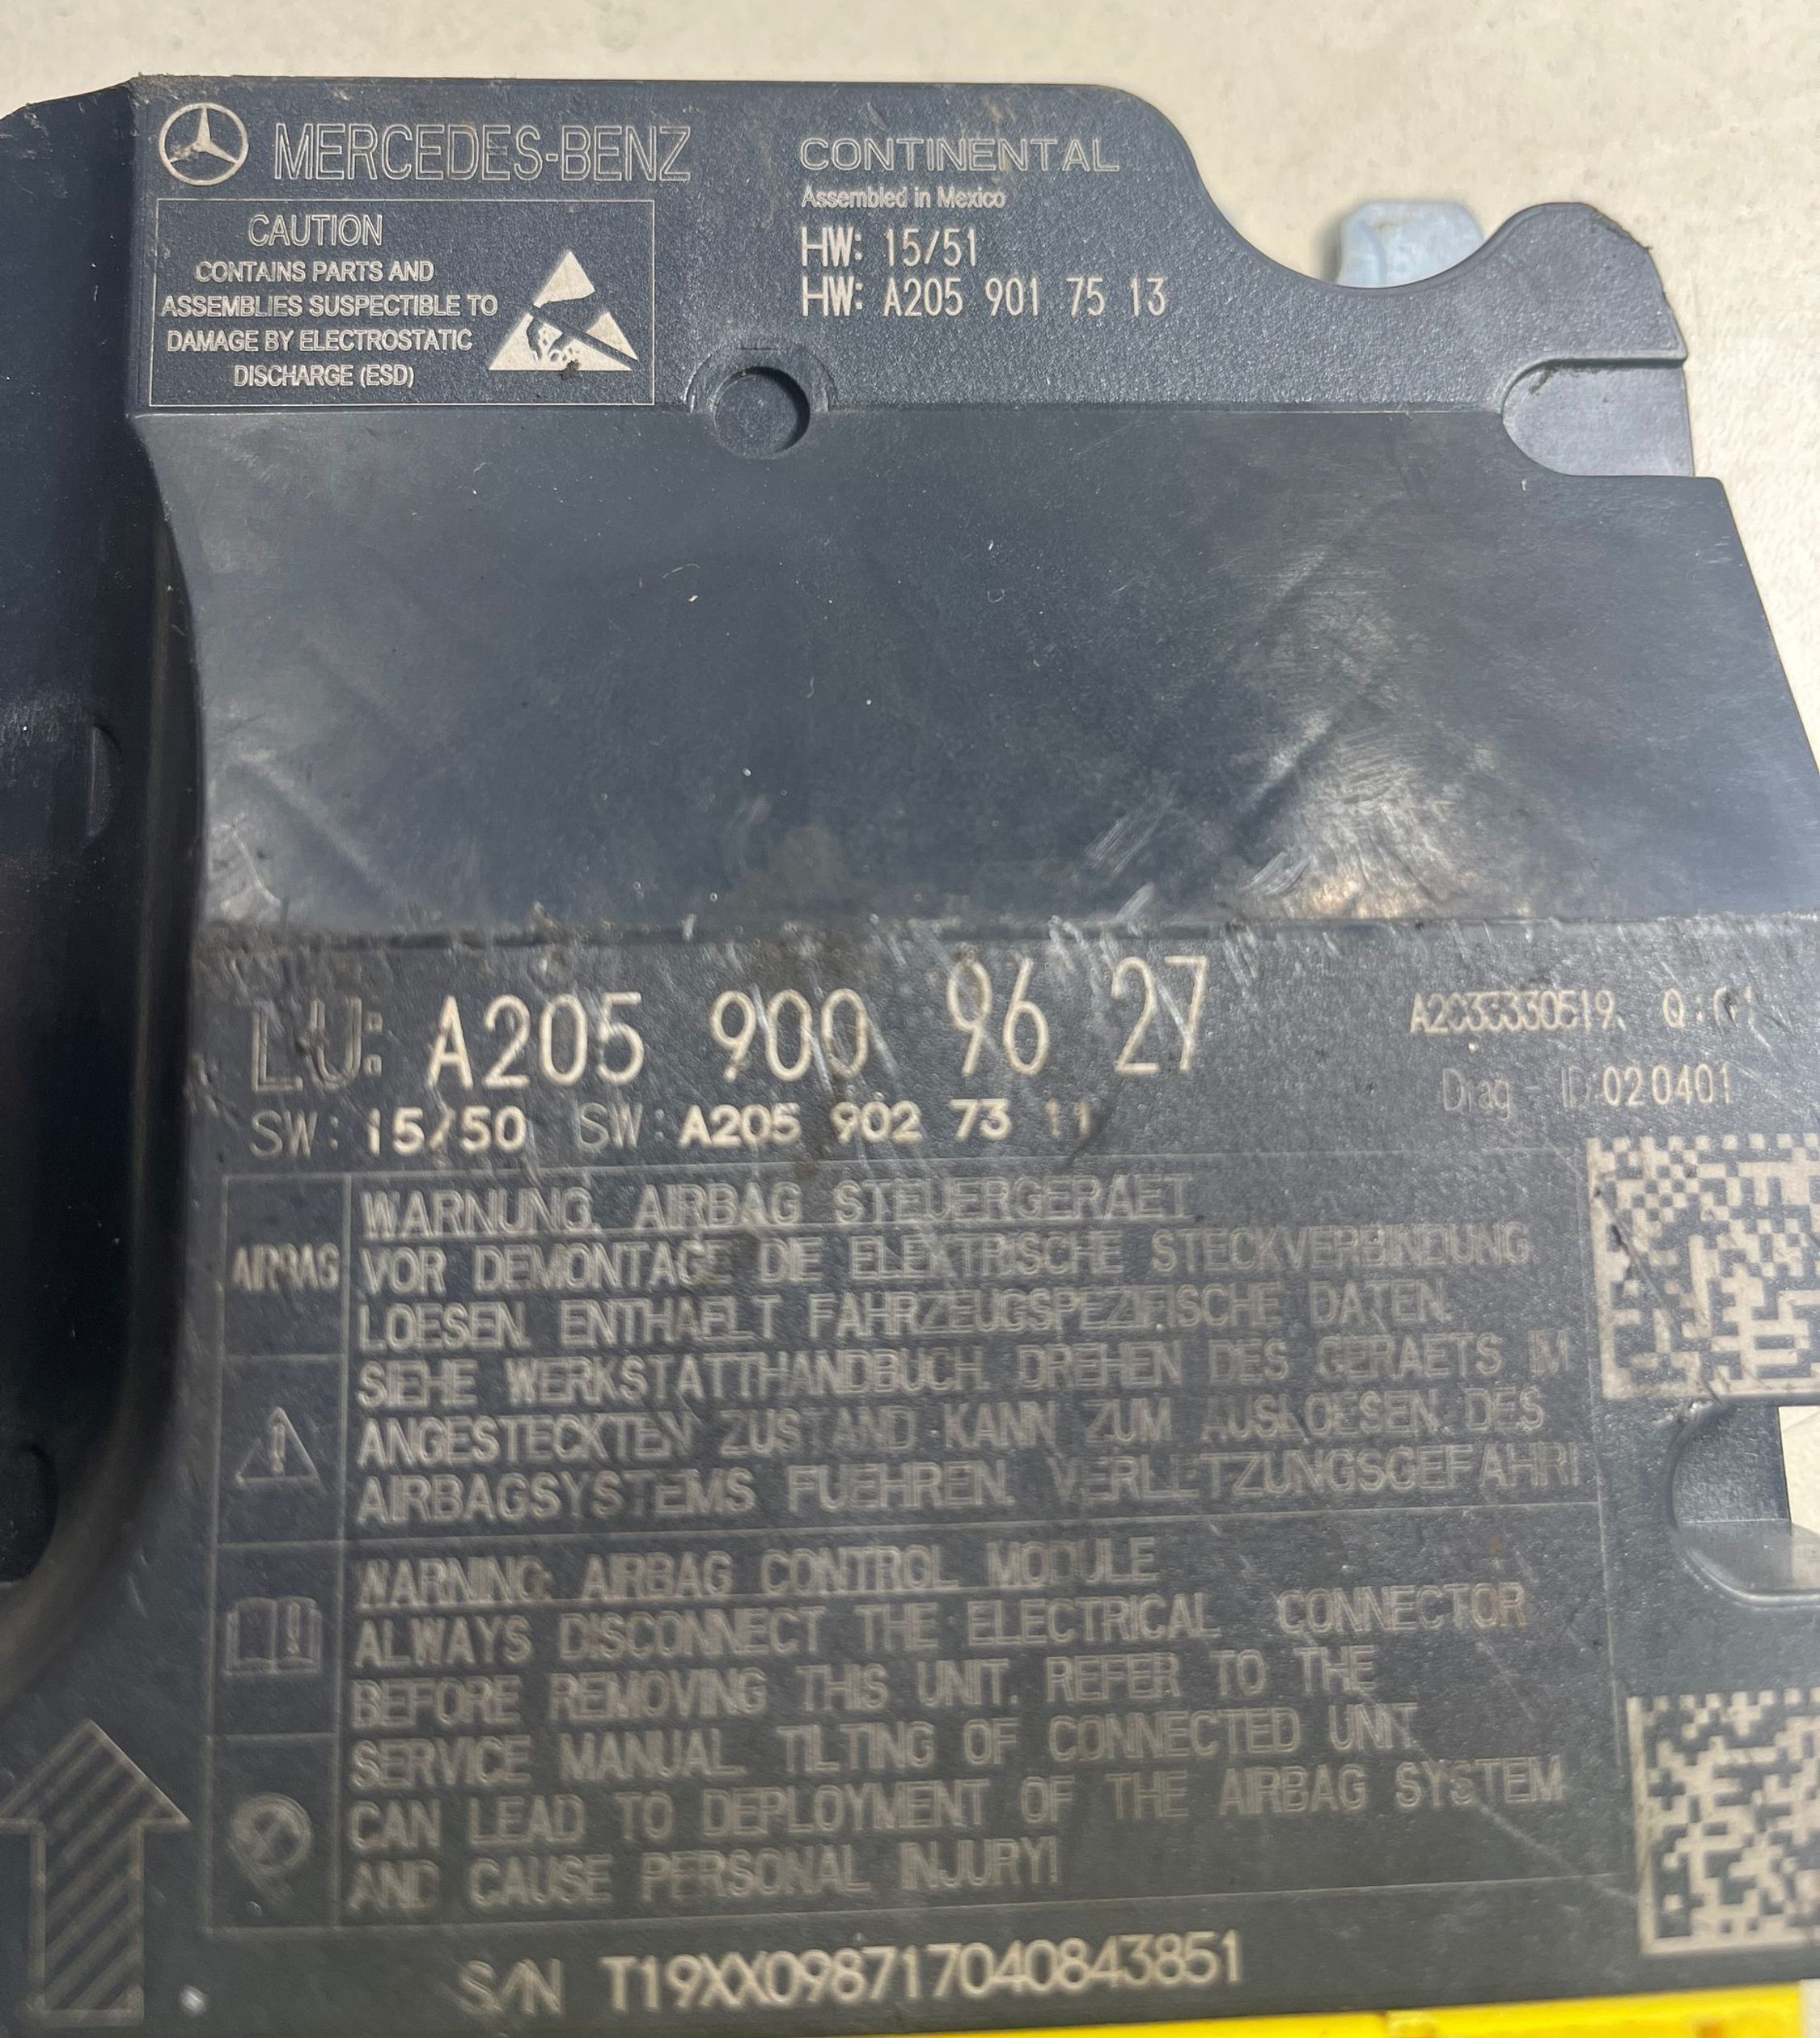 MERCEDES-BENZ
CAUTION
CONTAINS PARTS AND
ASSEMBLIES SUSPECTIBLE TO
DAMAGE BY ELECTROSTATIC
DISCHARGE (ESD)
CONTINENTAL
Assembled in Mexico
HW: 15/51
HW: A205 901 75 13
LU: A205 900 96 27
SW: 15/50 SW: A205 902 73 11
Diag - ID:020401
AIRBAG
WARNUNG. AIRBAG STEUERGERAET
VOR DEMONTAGE DIE ELEKTRISCHE STECKVERBINDUNG
LOESEN. ENTHAELT FAHRZEUGSPEZIFISCHE DATEN.
SIEHE WERKSTATTHANDBUCH. DREHEN DES GERAETS IM
ANGESTECKTEN ZUSTAND KANN ZUM AUSLOESEN DES
AIRBAGSYSTEMS FUEHREN. VERLETZUNGSGEFAHR!
WARNING: AIRBAG CONTROL MODULE
ALWAYS DISCONNECT THE ELECTRICAL CONNECTOR
BEFORE REMOVING THIS UNIT. REFER TO THE
SERVICE MANUAL. TILTING OF CONNECTED UNIT
CAN LEAD TO DEPLOYMENT OF THE AIRBAG SYSTEM
AND CAUSE PERSONAL INJURY!
S/N T19XX098717040843851